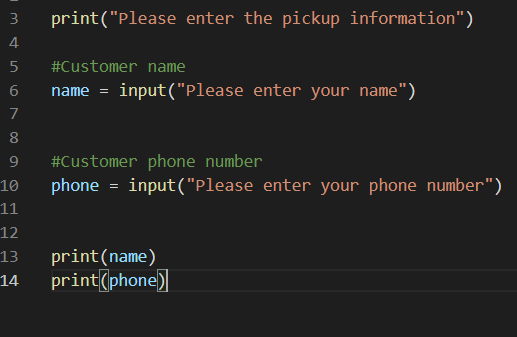 3 print("Please enter the pickup information")
4
5 #Customer name
6 name = input("Please enter your name")
7
8
9 #Customer phone number
10 phone = input("Please enter your phone number")
11
12
13 print(name)
14 print(phone)